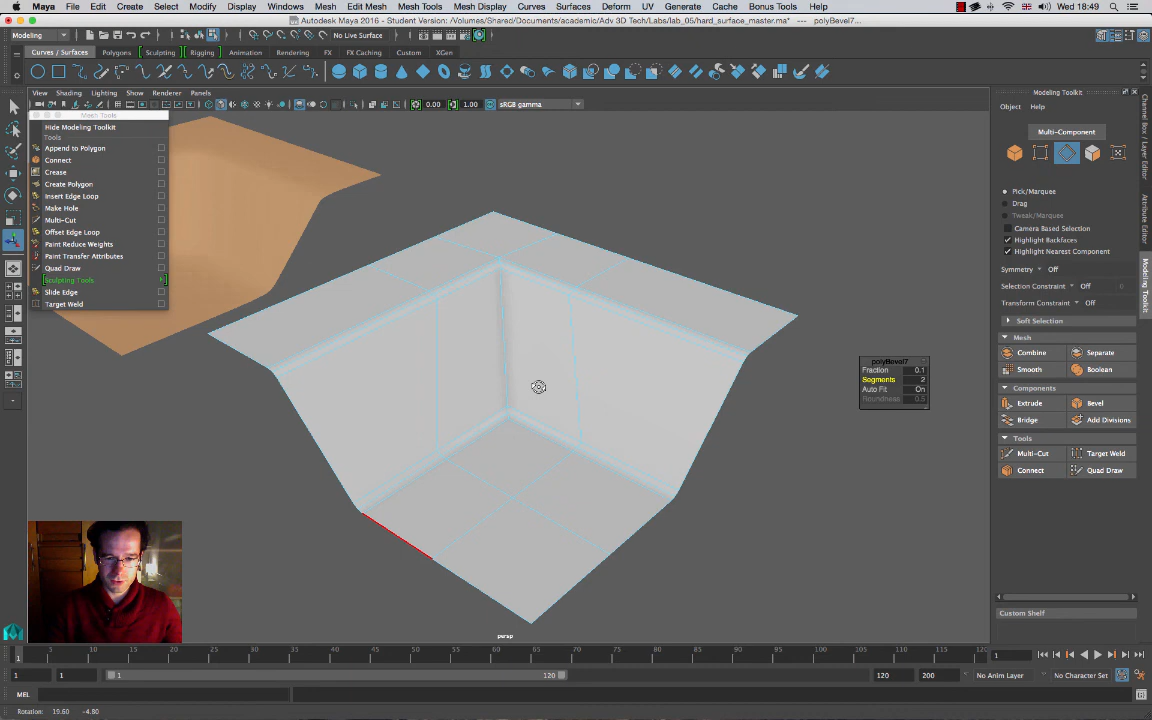 Maya File Edit Create Select Modify Display Windows Mesh Edit Mesh Mesh Tools Mesh Display Curves Surfaces Deform UV Generate Cache Bonus Tools Help Wed 18:49
Autodesk Maya 2016 - Student Version: /Volumes/Shared/Documents/academic/Adv 3D Tech/Labs/lab_05/hard_surface_master.ma* --- polyBevel7...
Modeling No Live Surface
Curves / Surfaces Polygons Sculpting Rigging Animation Rendering FX FX Caching Custom XGen
View Shading Lighting Show Renderer Panels
0.00 1.00 sRGB gamma
Mesh Tools
Hide Modeling Toolkit
Tools
Append to Polygon
Connect
Crease
Create Polygon
Insert Edge Loop
Make Hole
Multi-Cut
Offset Edge Loop
Paint Reduce Weights
Paint Transfer Attributes
Quad Draw
Sculpting Tools
Slide Edge
Target Weld
polyBevel7
Fraction 0.1
Segments 2
Auto Fit On
Roundness 0.5
persp
Modeling Toolkit
Object Help
Multi-Component
Pick/Marquee
Drag
Tweak/Marquee
Camera Based Selection
Highlight Backfaces
Highlight Nearest Component
Symmetry Off
Selection Constraint Off 0
Transform Constraint Off
Soft Selection
Mesh
Combine Separate
Smooth Boolean
Components
Extrude Bevel
Bridge Add Divisions
Tools
Multi-Cut Target Weld
Connect Quad Draw
Custom Shelf
Channel Box / Layer Editor
Attribute Editor
Modeling Toolkit
1 5 10 15 20 25 30 35 40 45 50 55 60 65 70 75 80 85 90 95 100 105 110 115 120 1
1 1 1 120 120 200 No Anim Layer No Character Set
MEL
Rotation: 19.60 -4.80